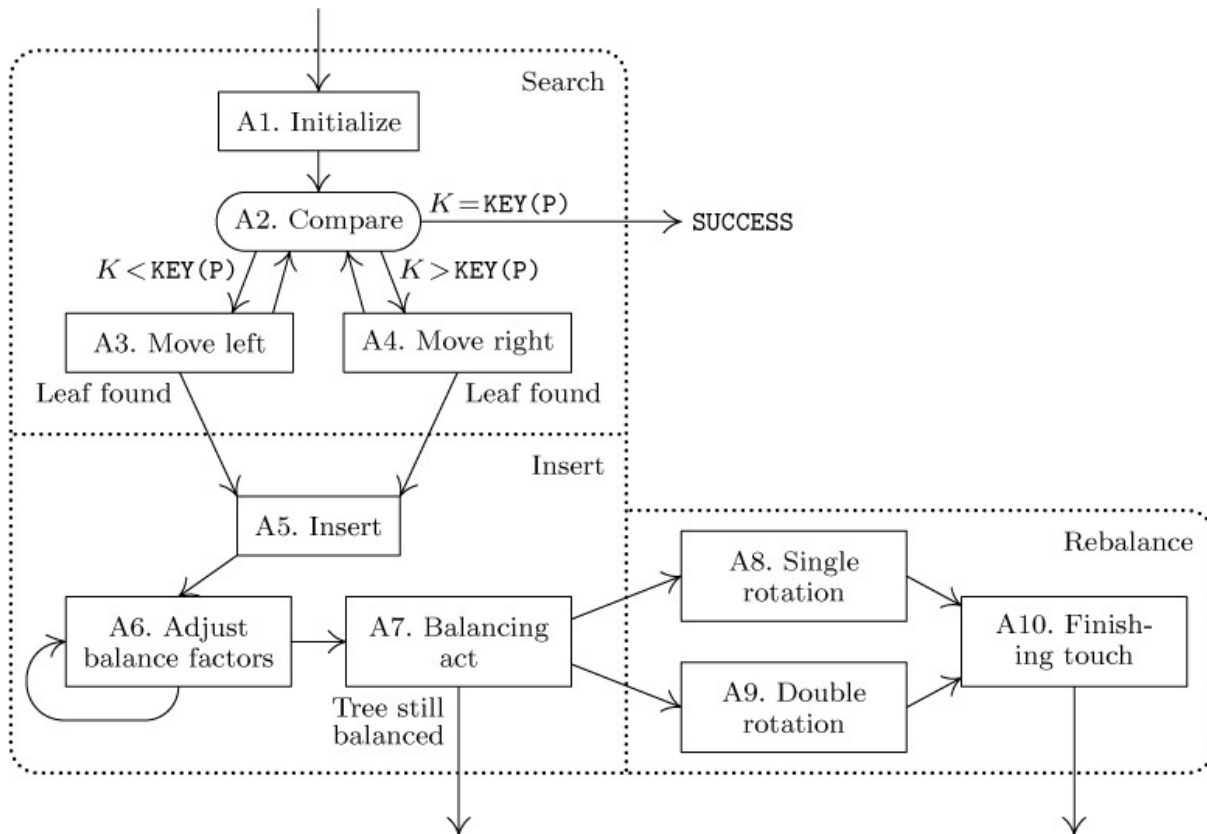 Search
A1. Initialize
A2. Compare
K = KEY(P)
SUCCESS
K < KEY(P)
K > KEY(P)
A3. Move left
A4. Move right
Leaf found
Leaf found
Insert
A5. Insert
Rebalance
A8. Single
rotation
A6. Adjust
balance factors
A7. Balancing
act
A10. Finish-
ing touch
A9. Double
rotation
Tree still
balanced